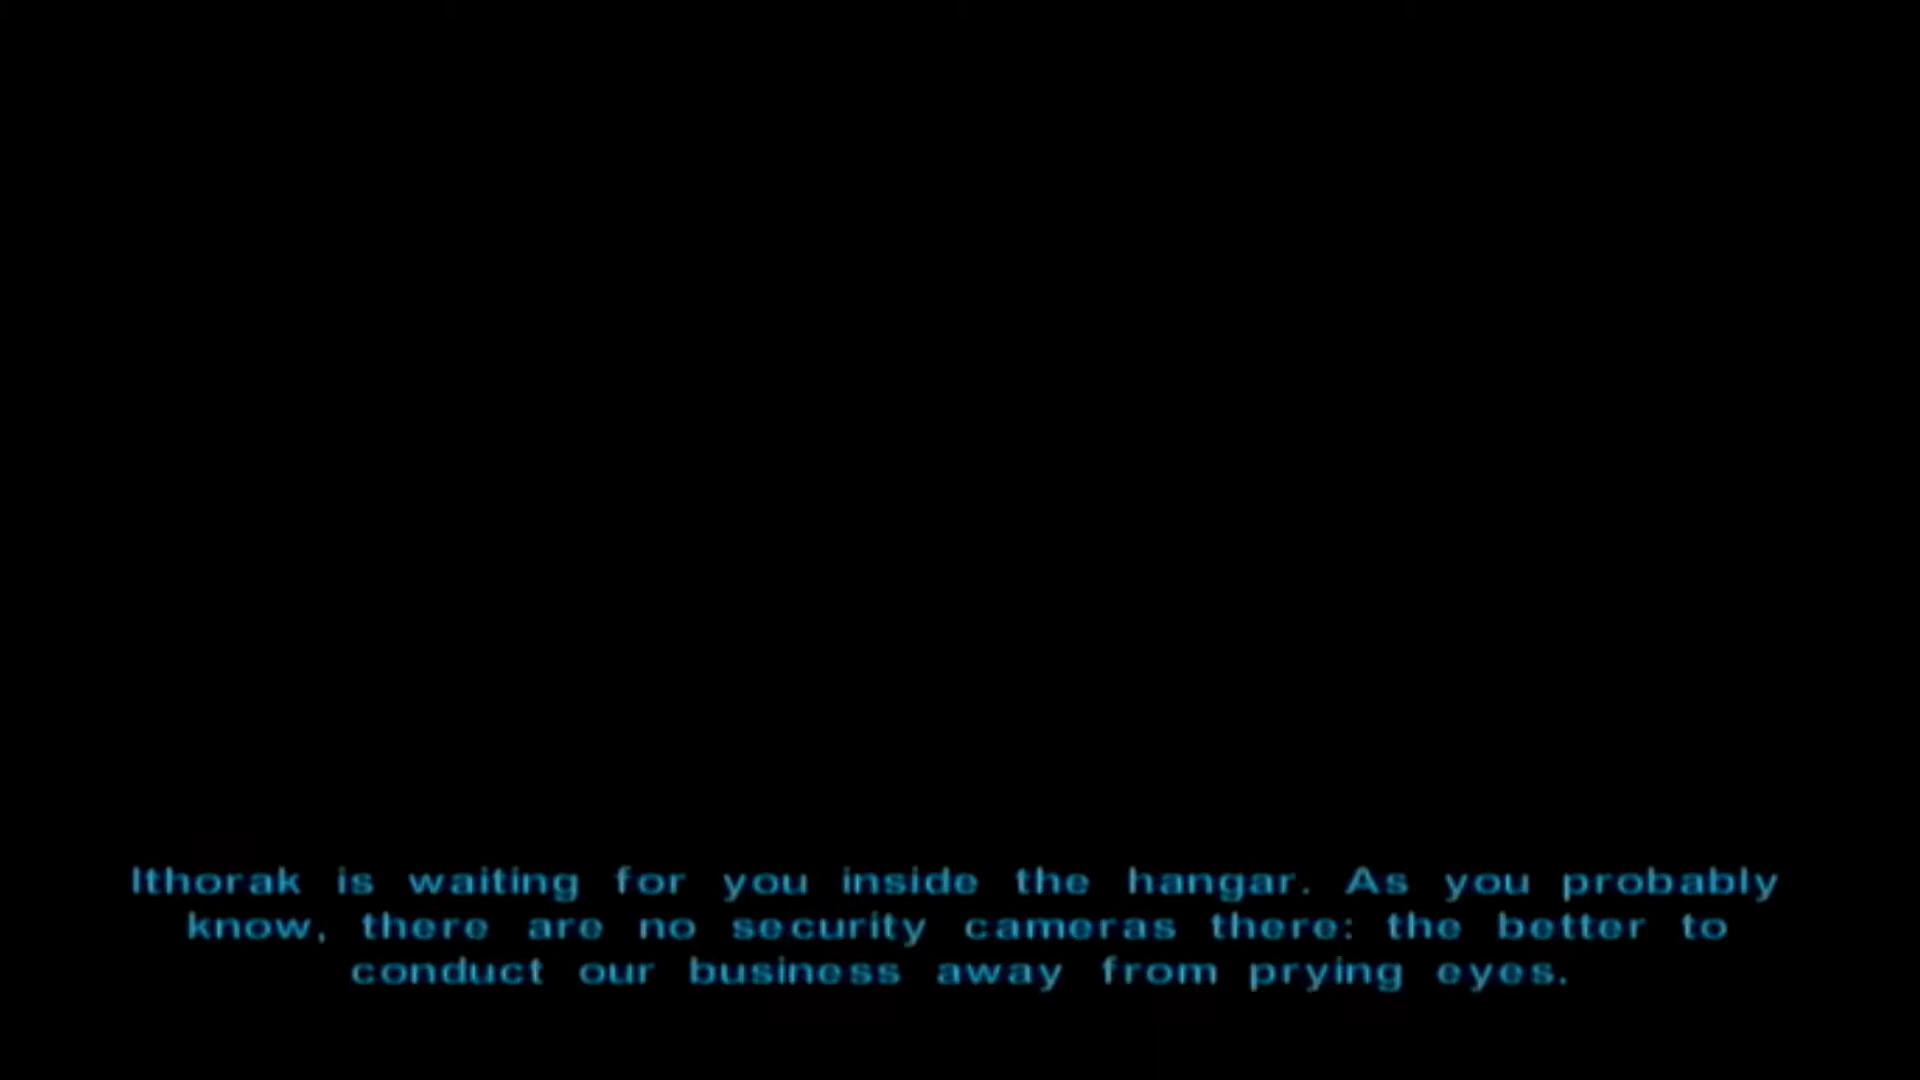 Ithorak is waiting for you inside the hangar. As you probably
know, there are no security cameras there: the better to
conduct our business away from prying eyes.